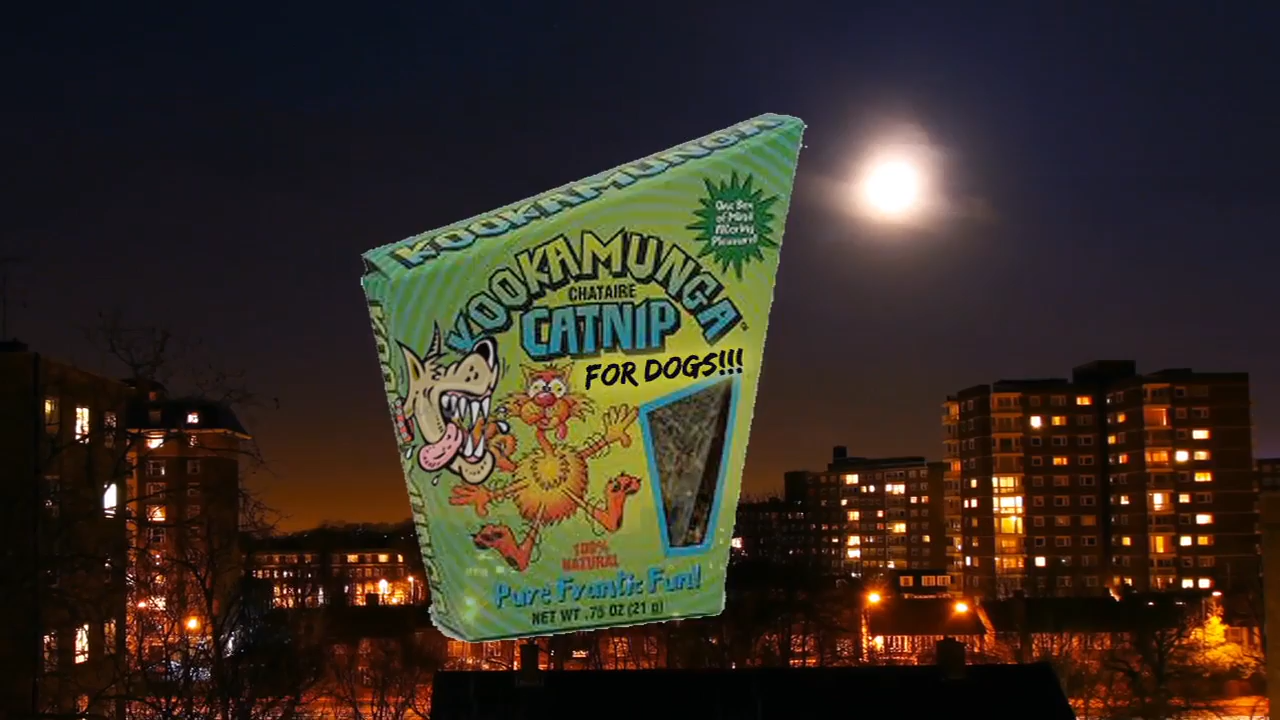 KOOKAMUNGA
One Box
of Mind
Altering
Pleasure!
KOOKAMUNGA
CHATAIRE
CATNIP
FOR DOGS!!!
100%
NATURAL
Pure Frantic Fun!
NET WT .75 OZ (21 g)